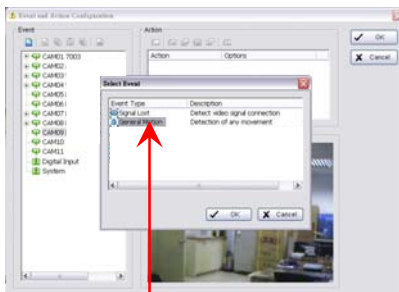 Event and Action Configuration
Event
Action
OK
Cancel
Action Options
CAM01 7003
CAM02
CAM03
CAM04
CAM05
CAM06
CAM07
CAM08
CAM09
CAM10
CAM11
Digital Input
System
Select Event
Event Type Description
Signal Lost Detect video signal connection
General Motion Detection of any movement
OK Cancel